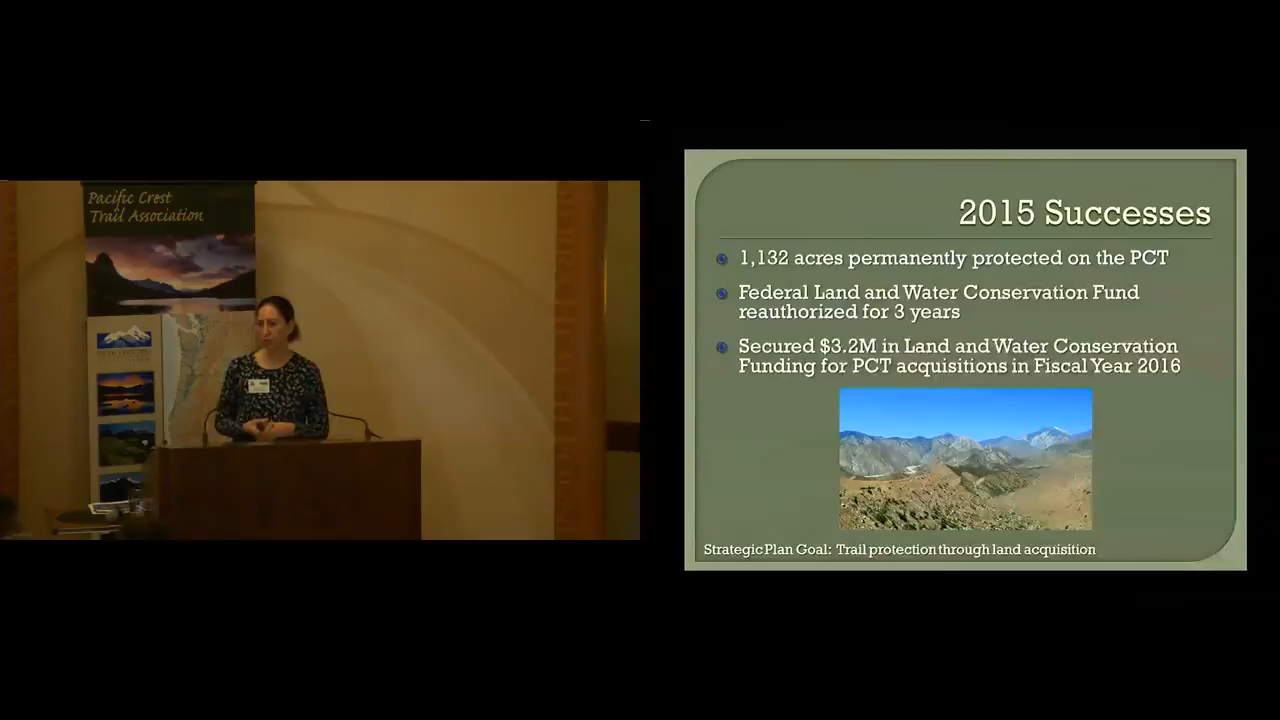 Pacific Crest
Trail Association
2015 Successes
1,132 acres permanently protected on the PCT
Federal Land and Water Conservation Fund
reauthorized for 3 years
Secured $3.2M in Land and Water Conservation
Funding for PCT acquisitions in Fiscal Year 2016
Strategic Plan Goal: Trail protection through land acquisition